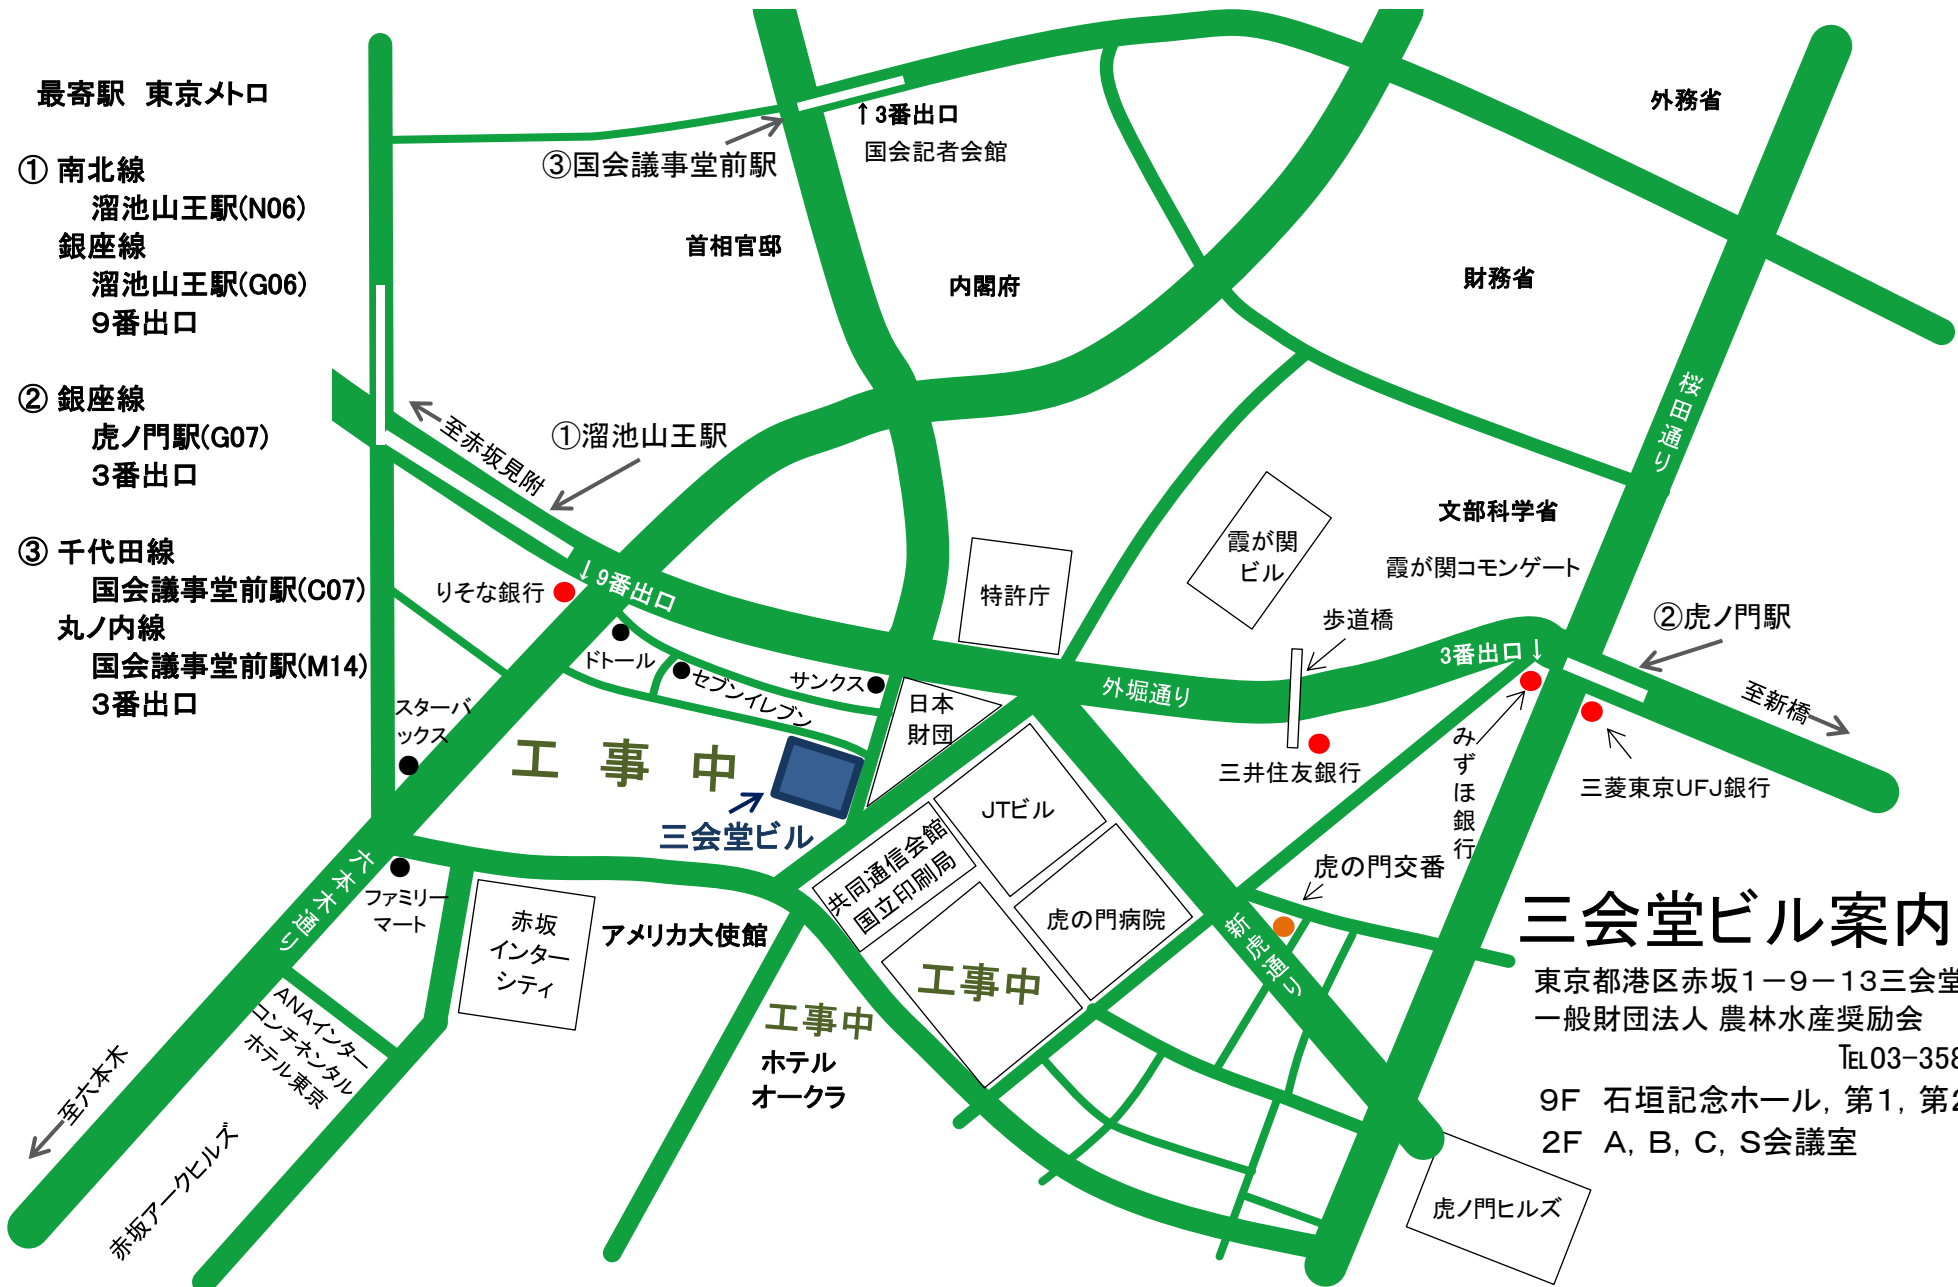 最寄駅 東京メトロ
① 南北線
溜池山王駅(N06)
銀座線
溜池山王駅(G06)
9番出口
② 銀座線
虎ノ門駅(G07)
3番出口
③ 千代田線
国会議事堂前駅(C07)
丸ノ内線
国会議事堂前駅(M14)
3番出口
↑3番出口
国会記者会館
③国会議事堂前駅
首相官邸
内閣府
外務省
財務省
桜田通り
至赤坂見附
①溜池山王駅
↓9番出口
りそな銀行
ドトール
セブンイレブン
サンクス
スターバ
ックス
特許庁
霞が関
ビル
文部科学省
霞が関コモンゲート
歩道橋
②虎ノ門駅
3番出口↓
至新橋
外堀通り
日本
財団
工事中
三会堂ビル
JTビル
三井住友銀行
みずほ銀行
三菱東京UFJ銀行
共同通信会館
国立印刷局
虎の門病院
虎の門交番
新虎通り
六本木通り
ファミリー
マート
赤坂
インター
シティ
アメリカ大使館
工事中
工事中
ホテル
オークラ
ANAインター
コンチネンタル
ホテル東京
至六本木
赤坂アークヒルズ
虎ノ門ヒルズ
三会堂ビル案内
東京都港区赤坂1-9-13三会堂
一般財団法人 農林水産奨励会
℡03-358
9F 石垣記念ホール, 第1, 第2
2F A, B, C, S会議室